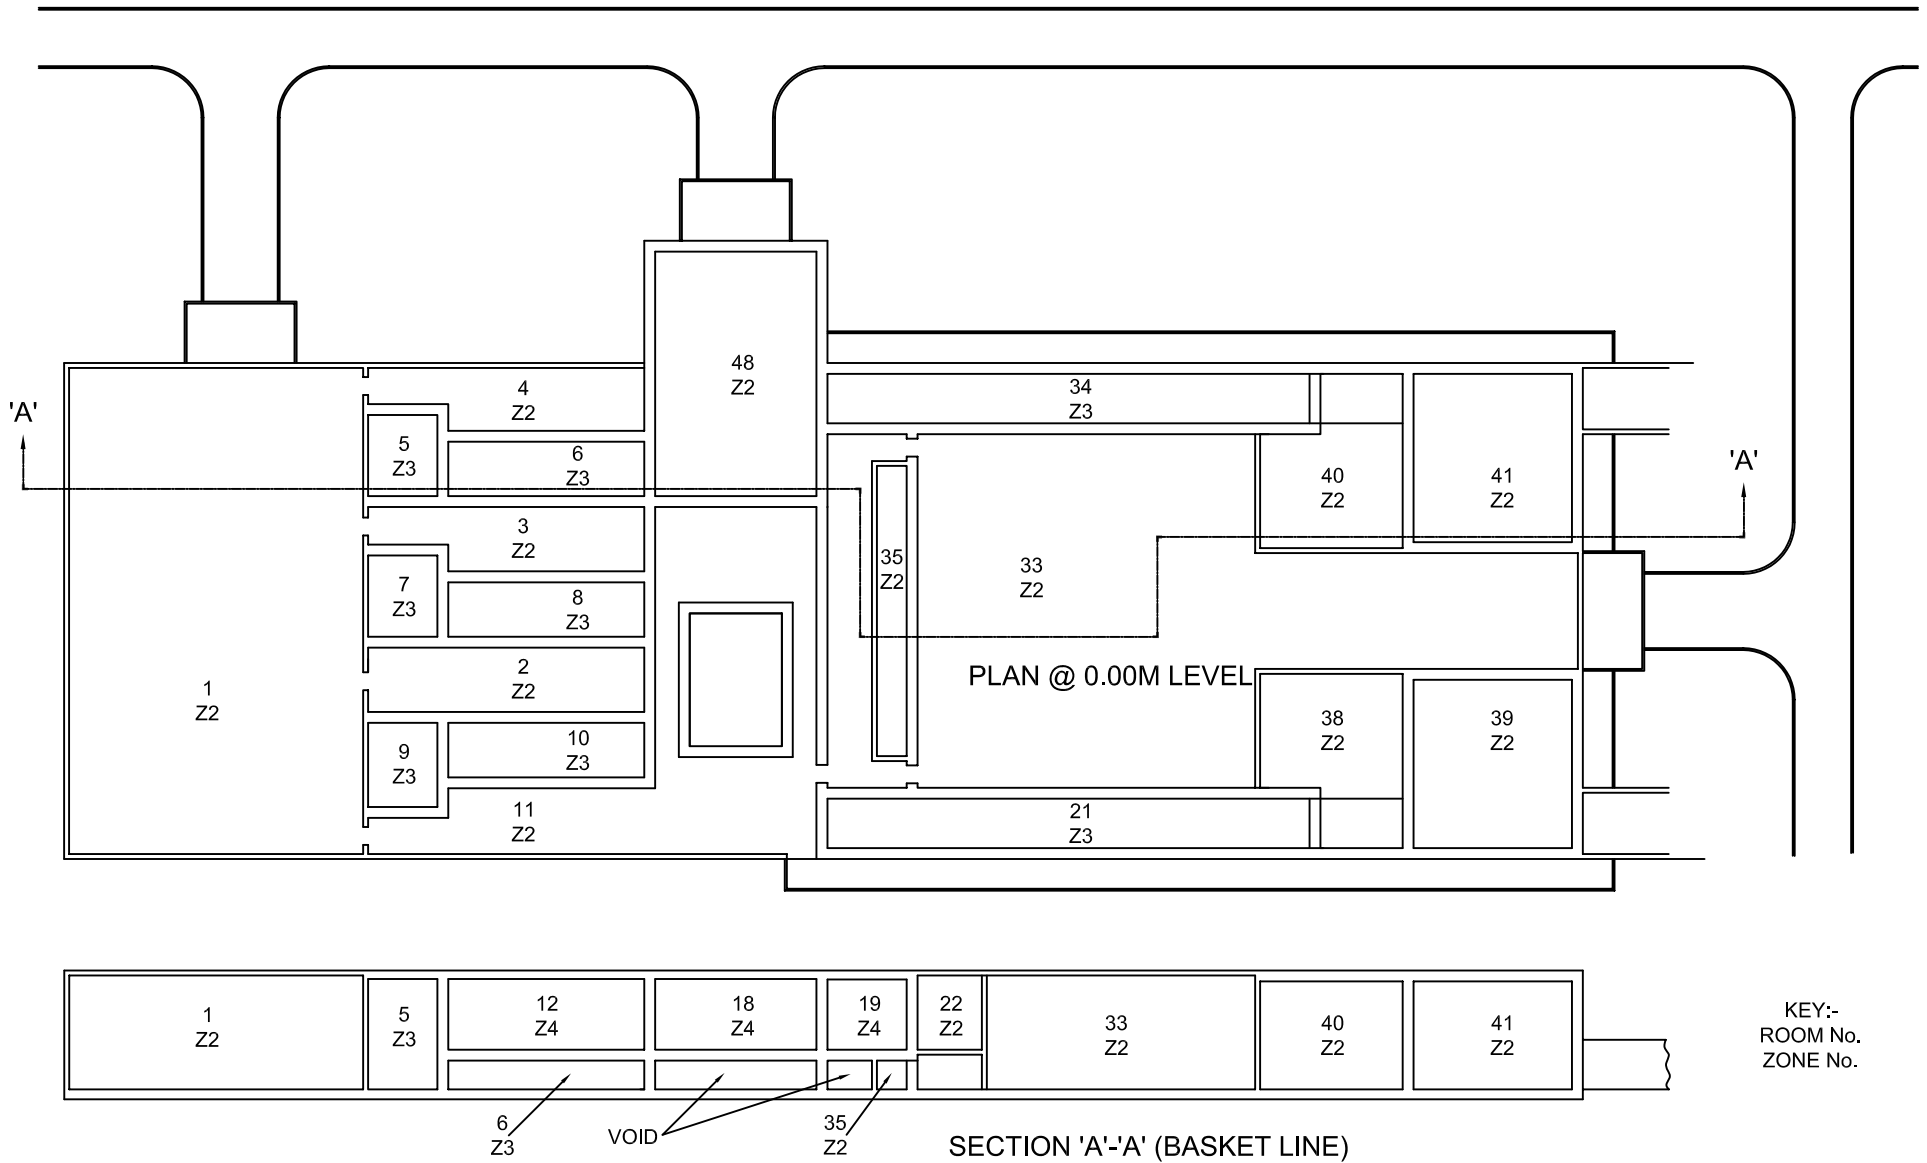 48
Z2
4
Z2
34
Z3
'A'
5
Z3
6
Z3
40
Z2
41
Z2
'A'
3
Z2
35
Z2
33
Z2
7
Z3
8
Z3
2
Z2
PLAN @ 0.00M LEVEL
1
Z2
9
Z3
10
Z3
38
Z2
39
Z2
11
Z2
21
Z3
1
Z2
5
Z3
12
Z4
18
Z4
19
Z4
22
Z2
33
Z2
40
Z2
41
Z2
KEY:-
ROOM No.
ZONE No.
6
Z3
VOID
35
Z2
SECTION 'A'-'A' (BASKET LINE)